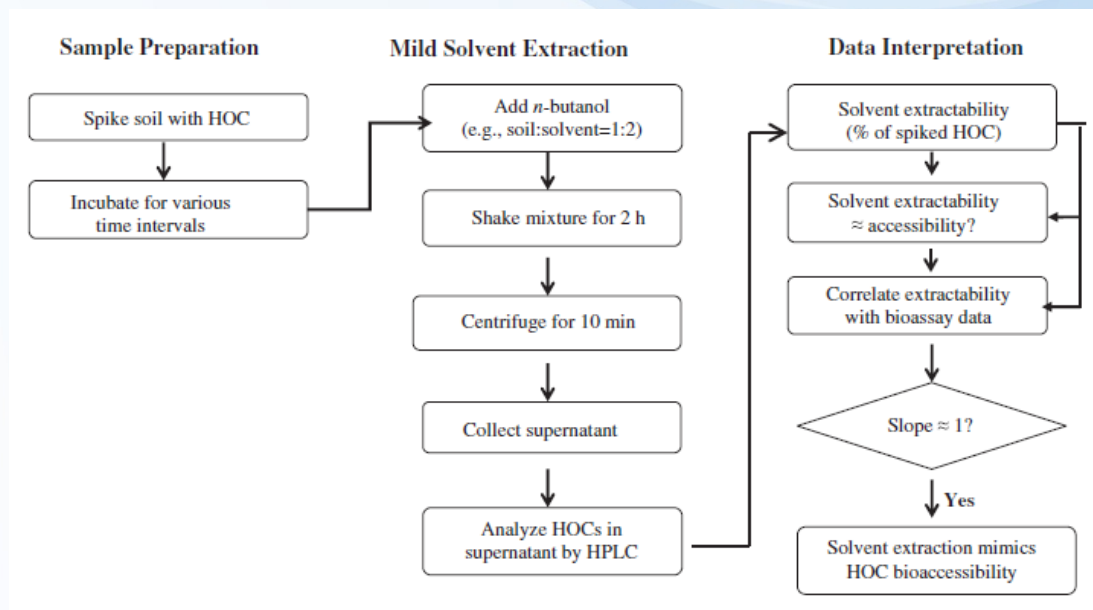 Sample Preparation
Spike soil with HOC
Incubate for various
time intervals
Mild Solvent Extraction
Add n-butanol
(e.g., soil:solvent=1:2)
Shake mixture for 2 h
Centrifuge for 10 min
Collect supernatant
Analyze HOCs in
supernatant by HPLC
Data Interpretation
Solvent extractability
(% of spiked HOC)
Solvent extractability
≈ accessibility?
Correlate extractability
with bioassay data
Slope ≈ 1?
Yes
Solvent extraction mimics
HOC bioaccessibility